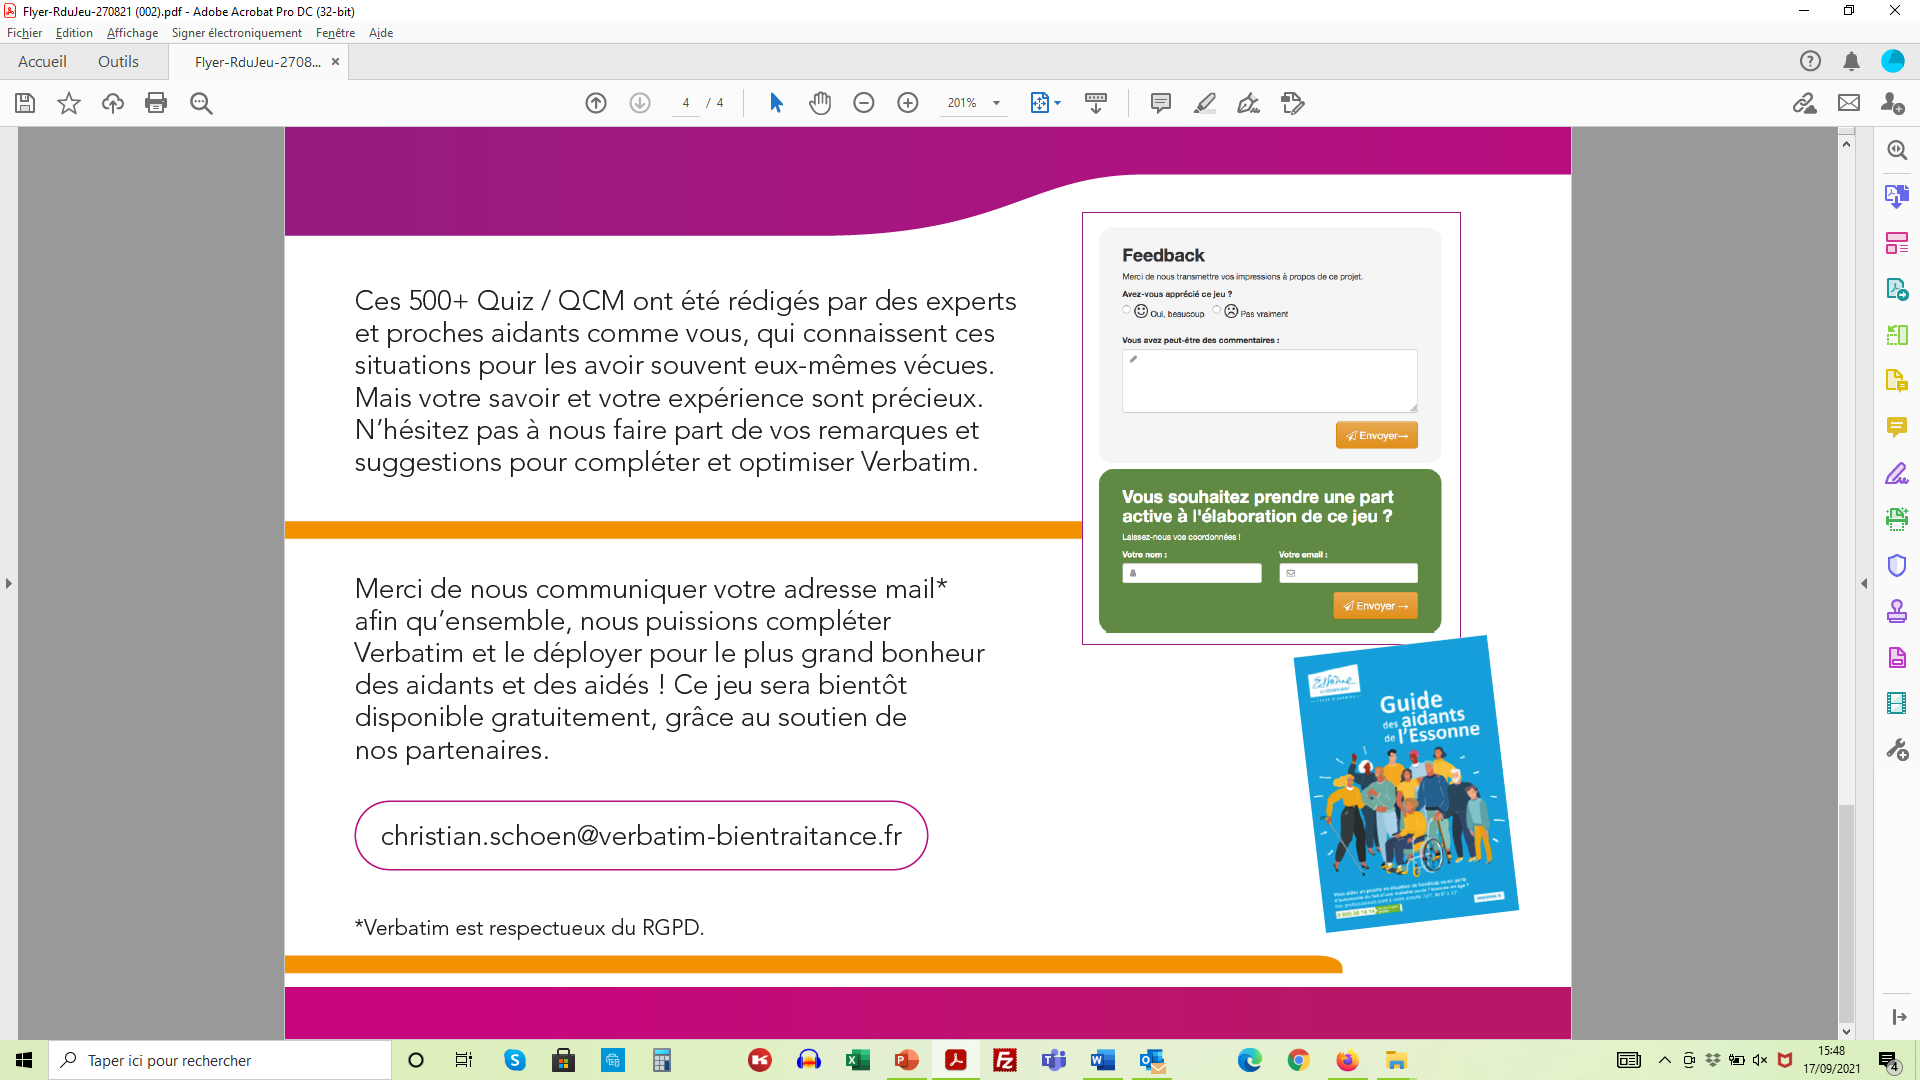 Flyer-RduJeu-270821 (002).pdf - Adobe Acrobat Pro DC (32-bit)
Fichier Edition Affichage Signer électroniquement Fenêtre Aide
Accueil Outils Flyer-RduJeu-2708...
4 / 4 201%
Ces 500+ Quiz / QCM ont été rédigés par des experts
et proches aidants comme vous, qui connaissent ces
situations pour les avoir souvent eux-mêmes vécues.
Mais votre savoir et votre expérience sont précieux.
N’hésitez pas à nous faire part de vos remarques et
suggestions pour compléter et optimiser Verbatim.
Feedback
Merci de nous transmettre vos impressions à propos de ce projet.
Avez-vous apprécié ce jeu ?
Oui, beaucoup Pas vraiment
Vous avez peut-être des commentaires :
Envoyer→
Vous souhaitez prendre une part
active à l'élaboration de ce jeu ?
Laissez-nous vos coordonnées !
Votre nom : Votre email :
Envoyer →
Merci de nous communiquer votre adresse mail*
afin qu’ensemble, nous puissions compléter
Verbatim et le déployer pour le plus grand bonheur
des aidants et des aidés ! Ce jeu sera bientôt
disponible gratuitement, grâce au soutien de
nos partenaires.
christian.schoen@verbatim-bientraitance.fr
*Verbatim est respectueux du RGPD.
Essonne
Guide
des aidants
de l’Essonne
Taper ici pour rechercher
15:48
17/09/2021
4